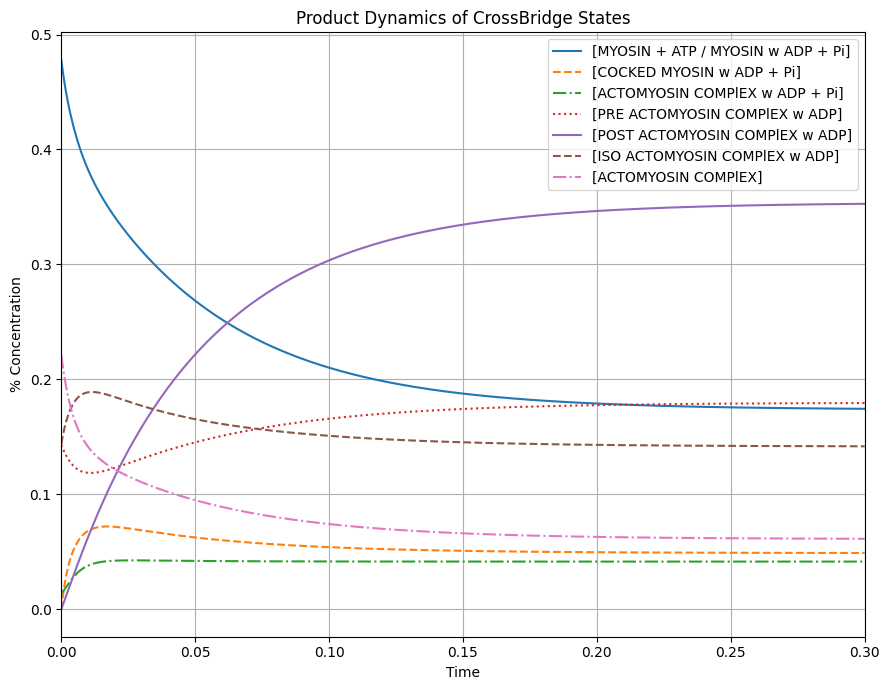 Product Dynamics of CrossBridge States
[MYOSIN + ATP / MYOSIN w ADP + Pi]
[COCKED MYOSIN w ADP + Pi]
[ACTOMYOSIN COMPlEX w ADP + Pi]
[PRE ACTOMYOSIN COMPlEX w ADP]
[POST ACTOMYOSIN COMPlEX w ADP]
[ISO ACTOMYOSIN COMPlEX w ADP]
[ACTOMYOSIN COMPlEX]
% Concentration
0.5
0.4
0.3
0.2
0.1
0.0
0.00 0.05 0.10 0.15 0.20 0.25 0.30
Time